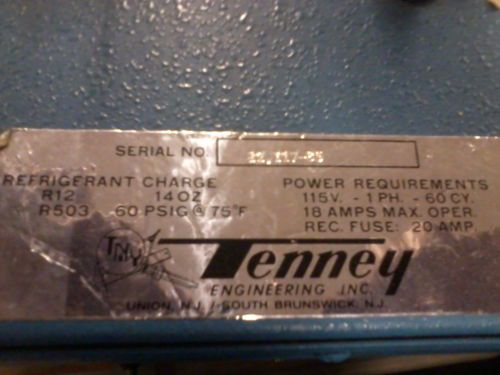 SERIAL NO.
REFRIGERANT CHARGE
R12 14 OZ
R503 60 PSIG @ 75°F
POWER REQUIREMENTS
115V. - 1 PH. - 60 CY.
18 AMPS MAX. OPER.
REC. FUSE: 20 AMP.
TNY
Tenney
ENGINEERING INC.
UNION, N.J. / SOUTH BRUNSWICK, N.J.